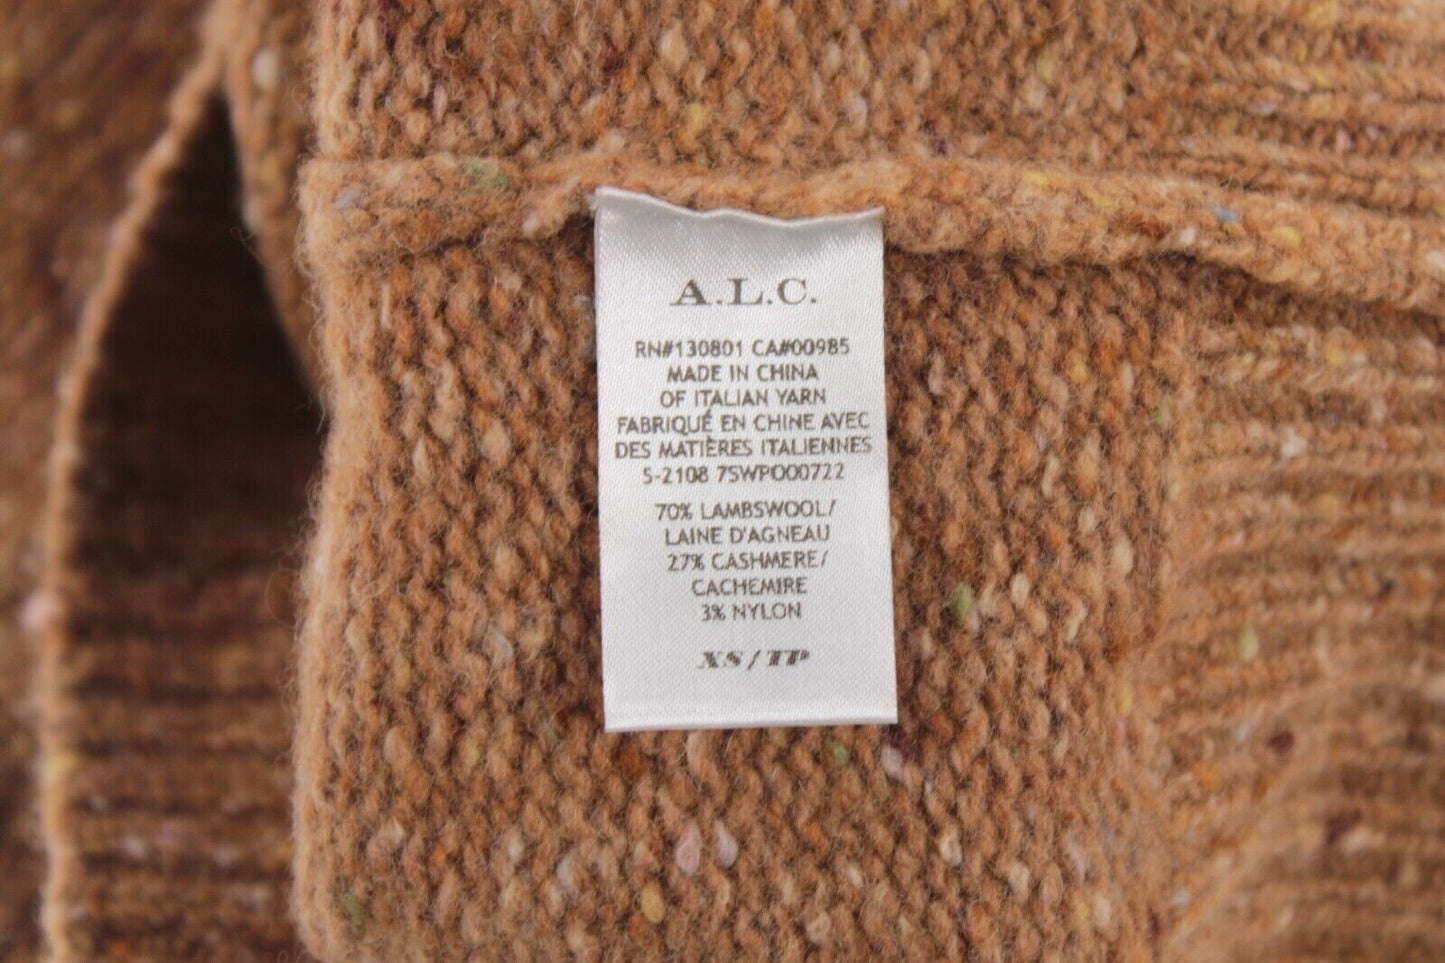 A.L.C.
RN#130801 CA#00985
MADE IN CHINA
OF ITALIAN YARN
FABRIQUÉ EN CHINE AVEC
DES MATIÈRES ITALIENNES
5-2108 7SWPO00722
70% LAMBSWOOL/
LAINE D'AGNEAU
27% CASHMERE/
CACHEMIRE
3% NYLON
XS/TP